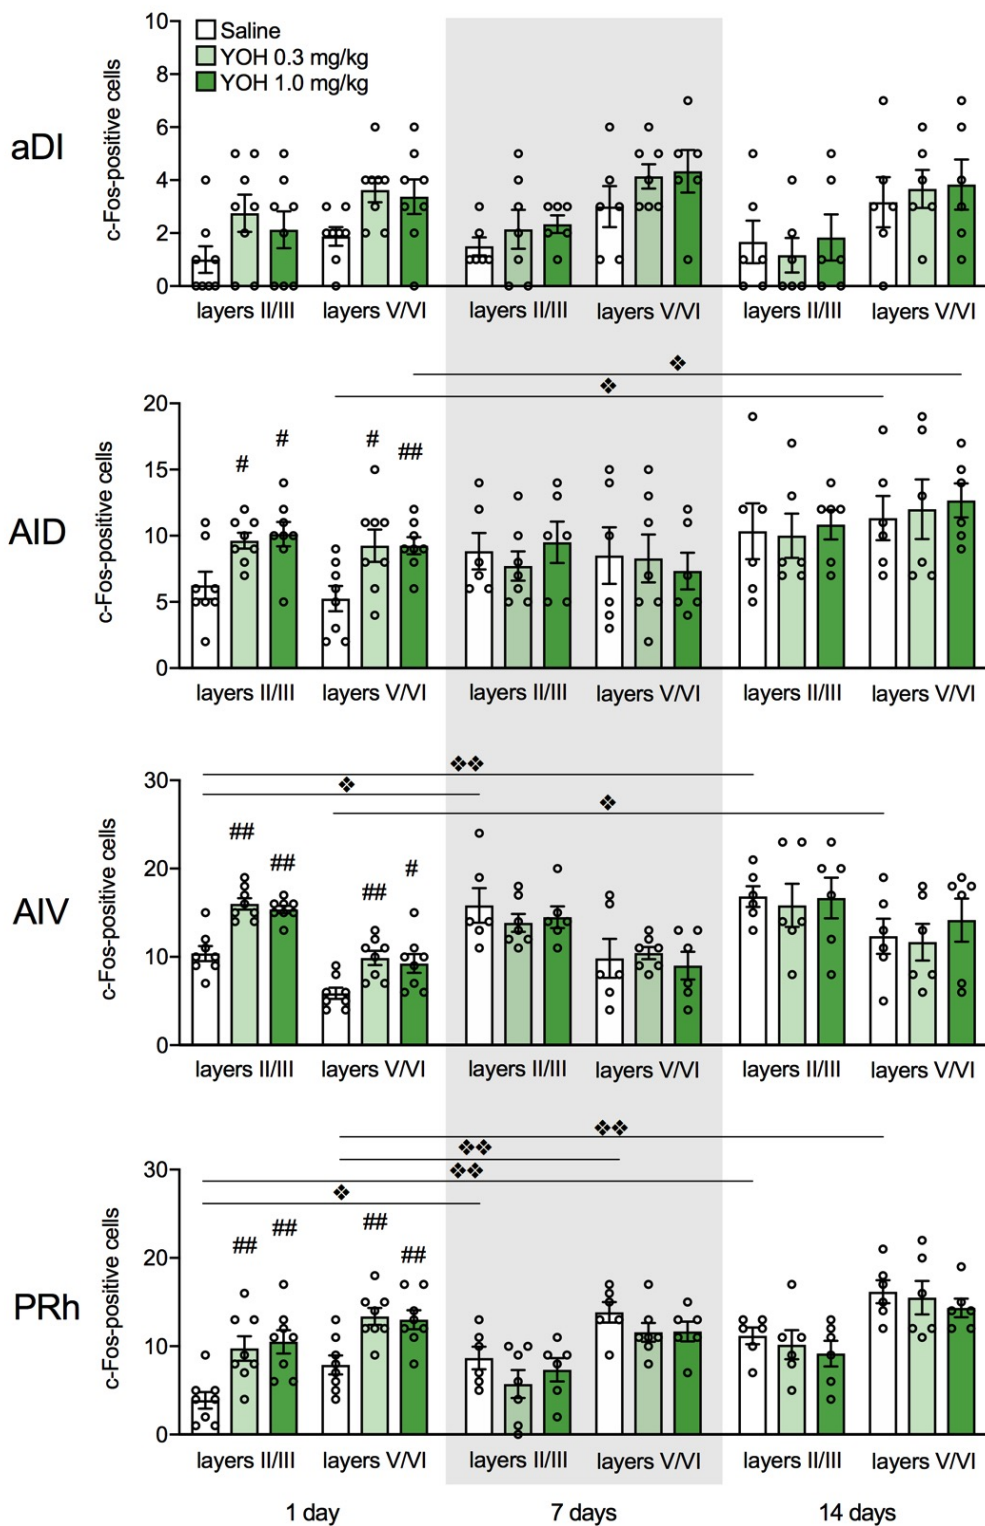 10
Saline
YOH 0.3 mg/kg
8
YOH 1.0 mg/kg
c-Fos-positive cells
6
aDI
4
2
0
layers II/III layers V/VI layers II/III layers V/VI layers II/III layers V/VI
❖
❖
20
c-Fos-positive cells
# # # ##
15
AID
10
5
0
layers II/III layers V/VI layers II/III layers V/VI layers II/III layers V/VI
❖❖
❖
❖
30
c-Fos-positive cells
## ## ## #
20
AIV
10
0
layers II/III layers V/VI layers II/III layers V/VI layers II/III layers V/VI
❖❖
❖❖
❖❖
❖
30
c-Fos-positive cells
## ## ## ##
20
PRh
10
0
layers II/III layers V/VI layers II/III layers V/VI layers II/III layers V/VI
1 day 7 days 14 days